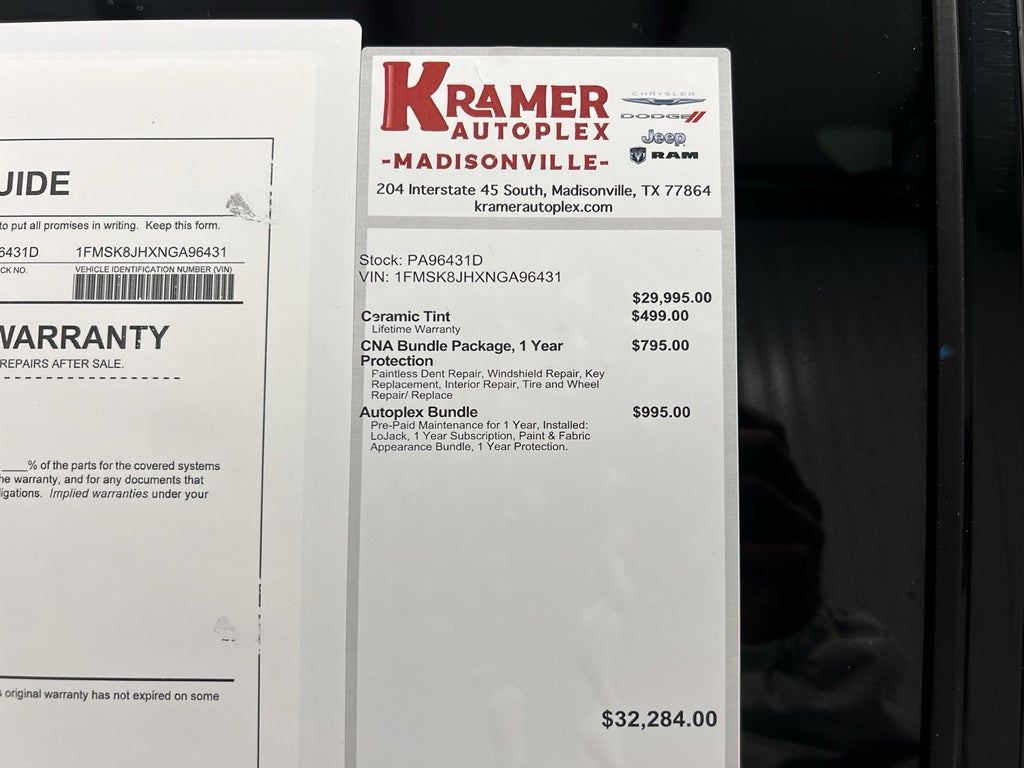 UIDE
to put all promises in writing. Keep this form.
6431D 1FMSK8JHXNGA96431
CK NO. VEHICLE IDENTIFICATION NUMBER (VIN)
WARRANTY
REPAIRS AFTER SALE.
____% of the parts for the covered systems
he warranty, and for any documents that
ligations. Implied warranties under your
s original warranty has not expired on some
KRAMER
AUTOPLEX
-MADISONVILLE-
CHRYSLER
DODGE
Jeep
RAM
204 Interstate 45 South, Madisonville, TX 77864
kramerautoplex.com
Stock: PA96431D
VIN: 1FMSK8JHXNGA96431
$29,995.00
Ceramic Tint $499.00
Lifetime Warranty
CNA Bundle Package, 1 Year $795.00
Protection
Faintless Dent Repair, Windshield Repair, Key
Replacement, Interior Repair, Tire and Wheel
Repair/ Replace
Autoplex Bundle $995.00
Pre-Paid Maintenance for 1 Year, Installed:
LoJack, 1 Year Subscription, Paint & Fabric
Appearance Bundle, 1 Year Protection.
$32,284.00